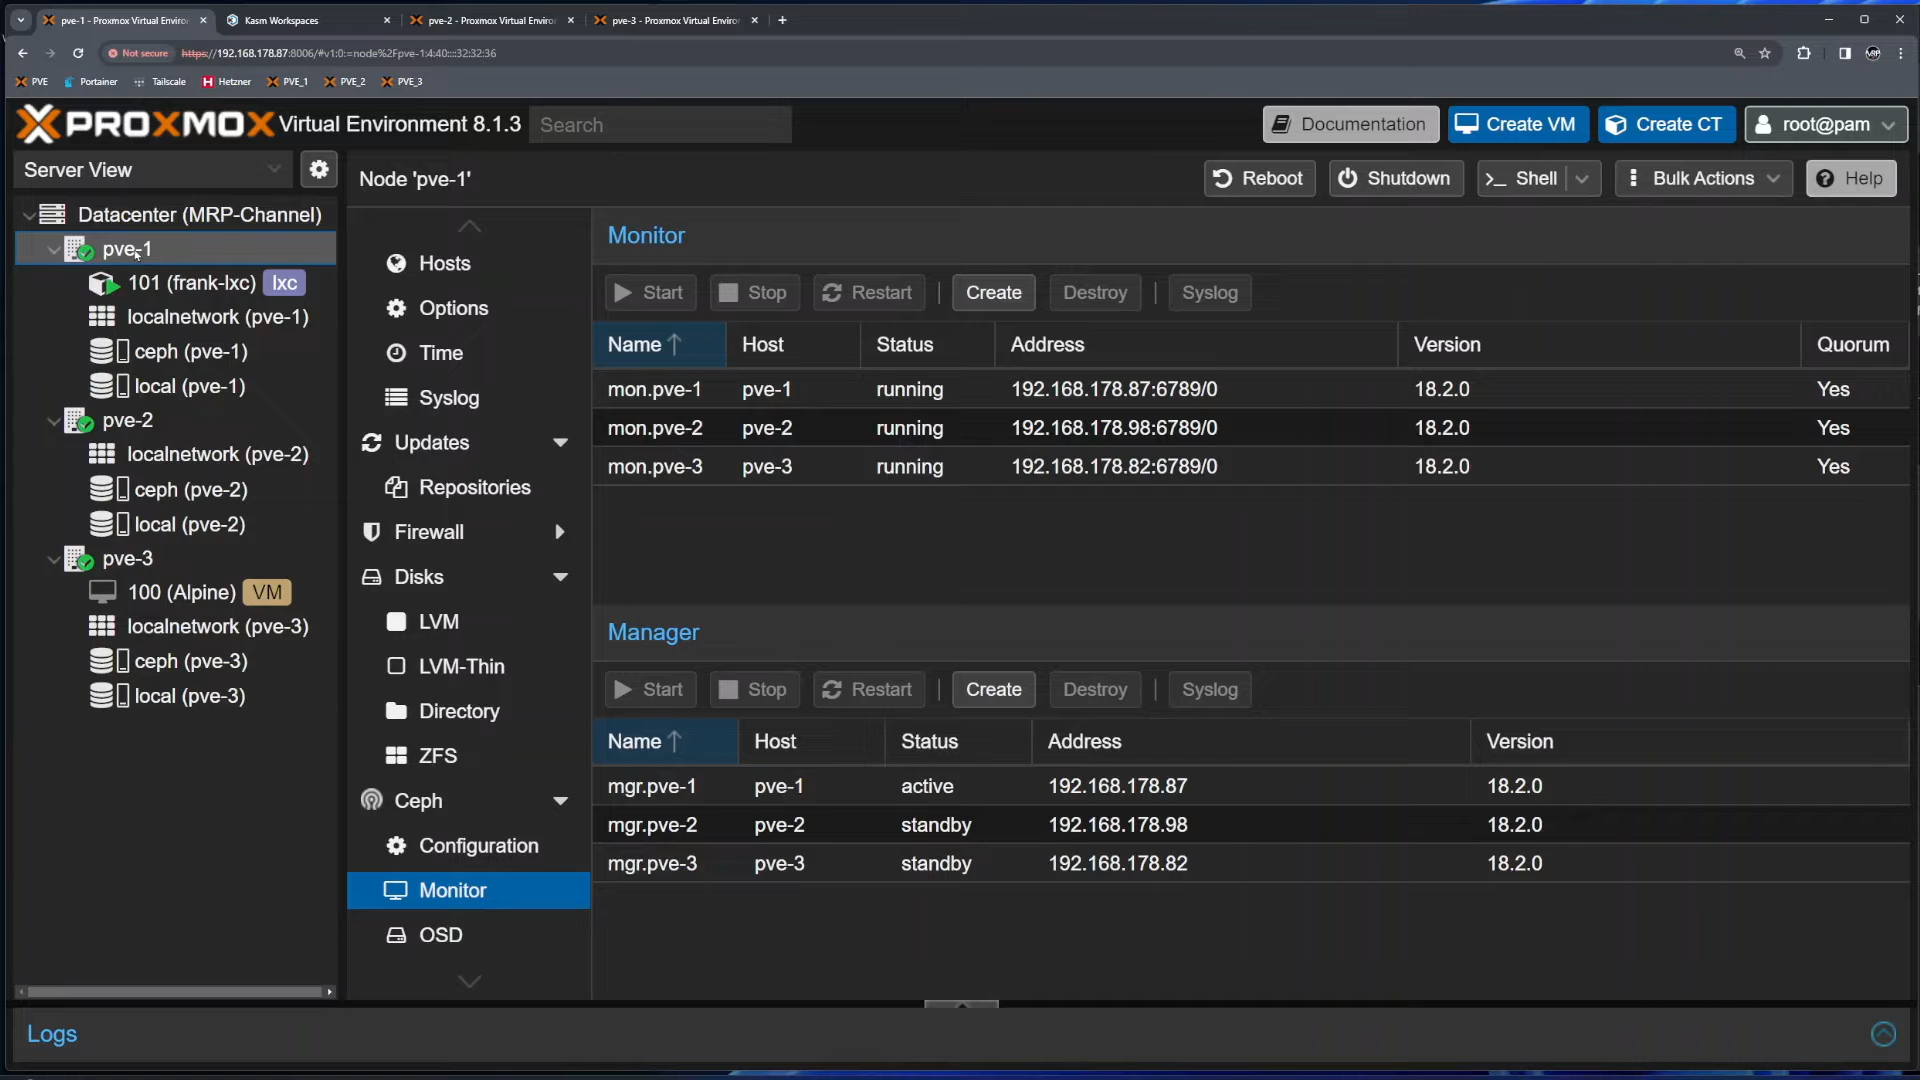 pve-1 - Proxmox Virtual Enviror
Kasm Workspaces
pve-2 - Proxmox Virtual Enviror
pve-3 - Proxmox Virtual Enviror
Not secure
https://192.168.178.87:8006/#v1:0:=node%2Fpve-1:4:40::::32:32:36
PVE
Portainer
Tailscale
Hetzner
PVE_1
PVE_2
PVE_3
PROXMOX Virtual Environment 8.1.3
Search
Documentation
Create VM
Create CT
root@pam
Server View
Datacenter (MRP-Channel)
pve-1
101 (frank-lxc) lxc
localnetwork (pve-1)
ceph (pve-1)
local (pve-1)
pve-2
localnetwork (pve-2)
ceph (pve-2)
local (pve-2)
pve-3
100 (Alpine) VM
localnetwork (pve-3)
ceph (pve-3)
local (pve-3)
Node 'pve-1'
Reboot
Shutdown
Shell
Bulk Actions
Help
Hosts
Options
Time
Syslog
Updates
Repositories
Firewall
Disks
LVM
LVM-Thin
Directory
ZFS
Ceph
Configuration
Monitor
OSD
Monitor
Start Stop Restart Create Destroy Syslog
Name Host Status Address Version Quorum
mon.pve-1 pve-1 running 192.168.178.87:6789/0 18.2.0 Yes
mon.pve-2 pve-2 running 192.168.178.98:6789/0 18.2.0 Yes
mon.pve-3 pve-3 running 192.168.178.82:6789/0 18.2.0 Yes
Manager
Start Stop Restart Create Destroy Syslog
Name Host Status Address Version
mgr.pve-1 pve-1 active 192.168.178.87 18.2.0
mgr.pve-2 pve-2 standby 192.168.178.98 18.2.0
mgr.pve-3 pve-3 standby 192.168.178.82 18.2.0
Logs